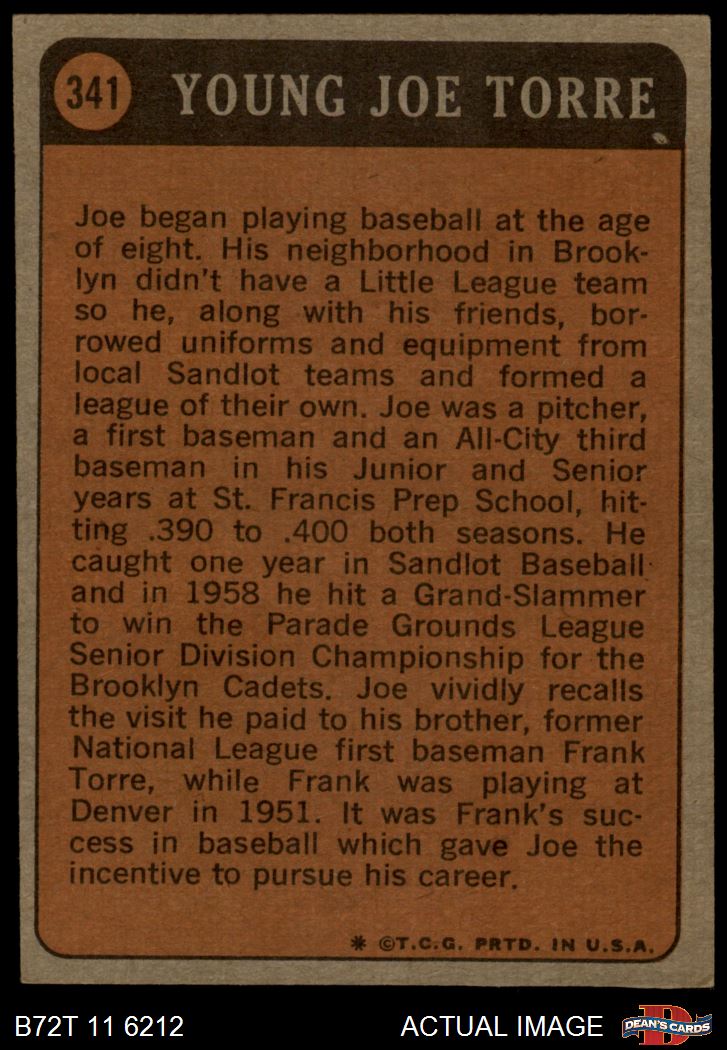 341 YOUNG JOE TORRE
Joe began playing baseball at the age
of eight. His neighborhood in Brook-
lyn didn't have a Little League team
so he, along with his friends, bor-
rowed uniforms and equipment from
local Sandlot teams and formed a
league of their own. Joe was a pitcher,
a first baseman and an All-City third
baseman in his Junior and Senior
years at St. Francis Prep School, hit-
ting .390 to .400 both seasons. He
caught one year in Sandlot Baseball
and in 1958 he hit a Grand-Slammer
to win the Parade Grounds League
Senior Division Championship for the
Brooklyn Cadets. Joe vividly recalls
the visit he paid to his brother, former
National League first baseman Frank
Torre, while Frank was playing at
Denver in 1951. It was Frank's suc-
cess in baseball which gave Joe the
incentive to pursue his career.
* ©T.C.G. PRTD. IN U.S.A.
B72T 11 6212 ACTUAL IMAGE D DEAN'S CARDS